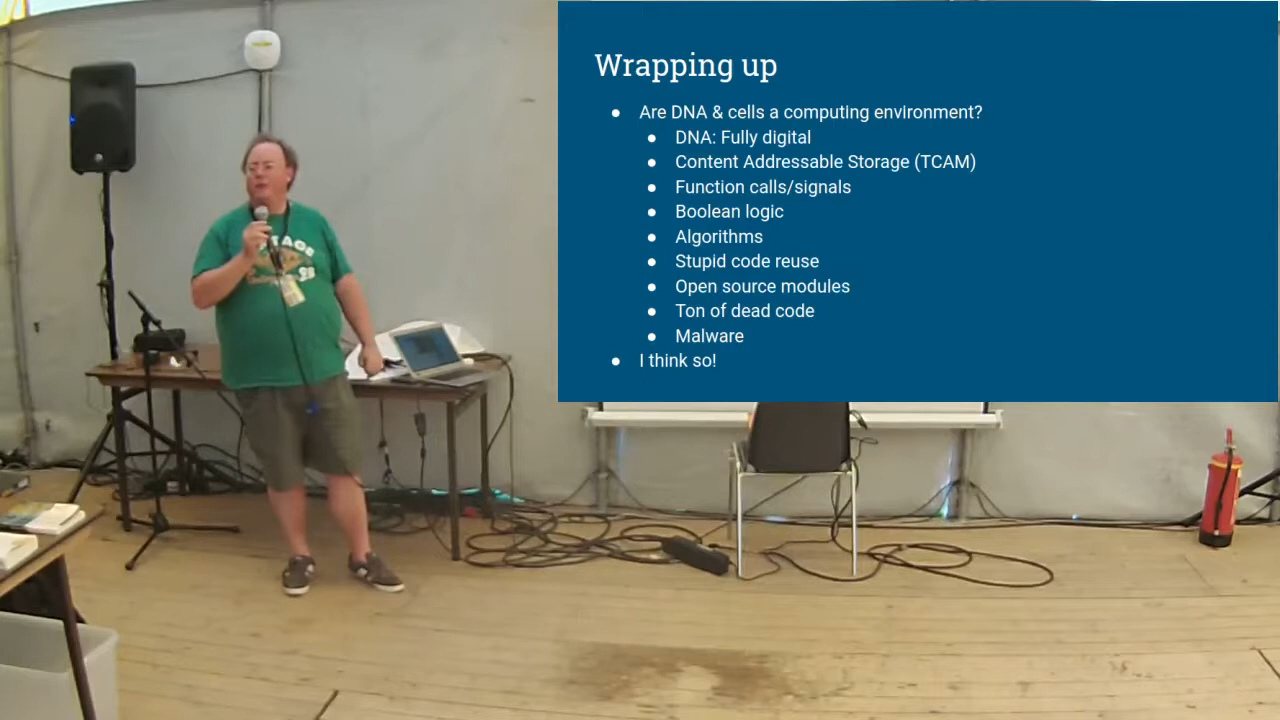 Wrapping up
● Are DNA & cells a computing environment?
● DNA: Fully digital
● Content Addressable Storage (TCAM)
● Function calls/signals
● Boolean logic
● Algorithms
● Stupid code reuse
● Open source modules
● Ton of dead code
● Malware
● I think so!